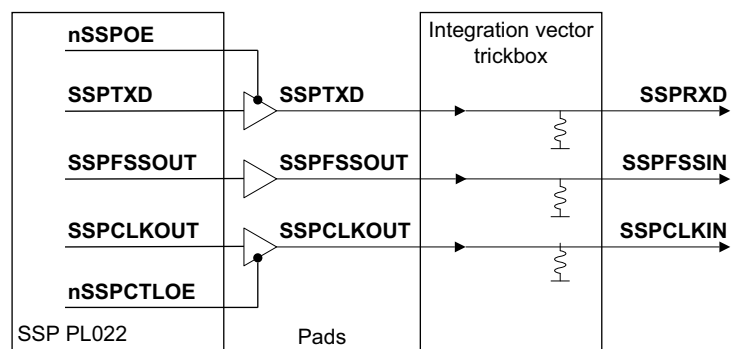 nSSPOE
Integration vector
trickbox
SSPTXD
SSPTXD
SSPRXD
SSPFSSOUT
SSPFSSOUT
SSPFSSIN
SSPCLKOUT
SSPCLKOUT
SSPCLKIN
nSSPCTLOE
SSP PL022
Pads